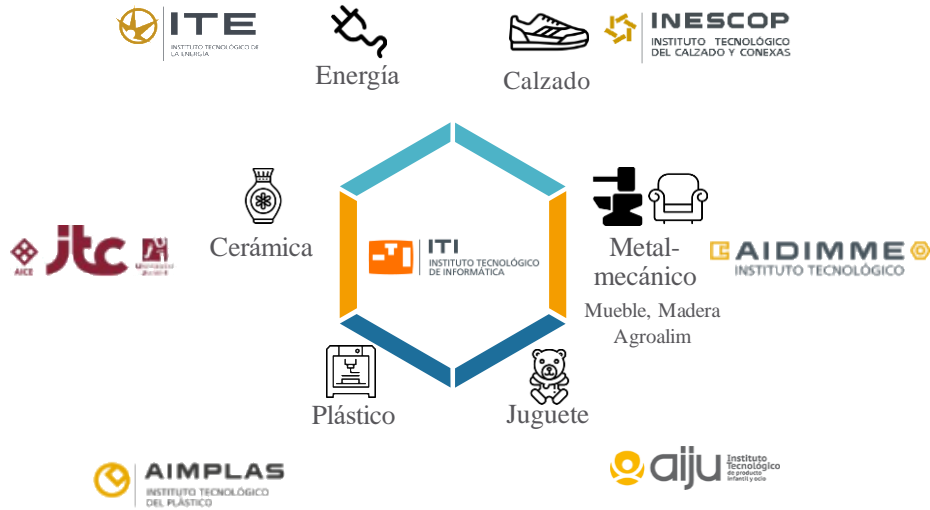 ITE
INSTITUTO TECNOLÓGICO DE
LA ENERGÍA
Energía
Calzado
INESCOP
INSTITUTO TECNOLÓGICO
DEL CALZADO Y CONEXAS
Cerámica
jtc
AICE
ITI
INSTITUTO TECNOLÓGICO
DE INFORMÁTICA
Metal-
mecánico
Mueble, Madera
Agroalim
AIDIMME
INSTITUTO TECNOLÓGICO
Plástico
Juguete
AIMPLAS
INSTITUTO TECNOLÓGICO
DEL PLÁSTICO
aiju
Instituto
Tecnológico
de producto
infantil y ocio